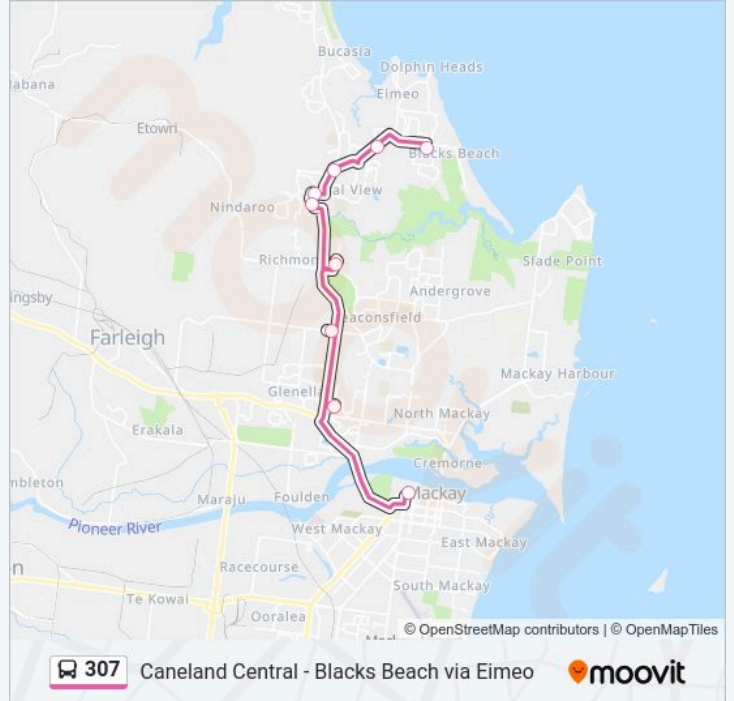 Bucasia
Dolphin Heads
abana
Eimeo
Etowri
Blacks Beach
al View
Nindaroo
Richmon
Slade Point
Andergrove
ingsby
eaconsfield
Farleigh
Mackay Harbour
Glenella
North Mackay
Erakala
Cremorne
mbleton
Mackay
Maraju
Foulden
Pioneer River
West Mackay
East Mackay
n
Racecourse
South Mackay
Te Kowai
Ooralea
© OpenStreetMap contributors | © OpenMapTiles
307 Caneland Central - Blacks Beach via Eimeo
moovit